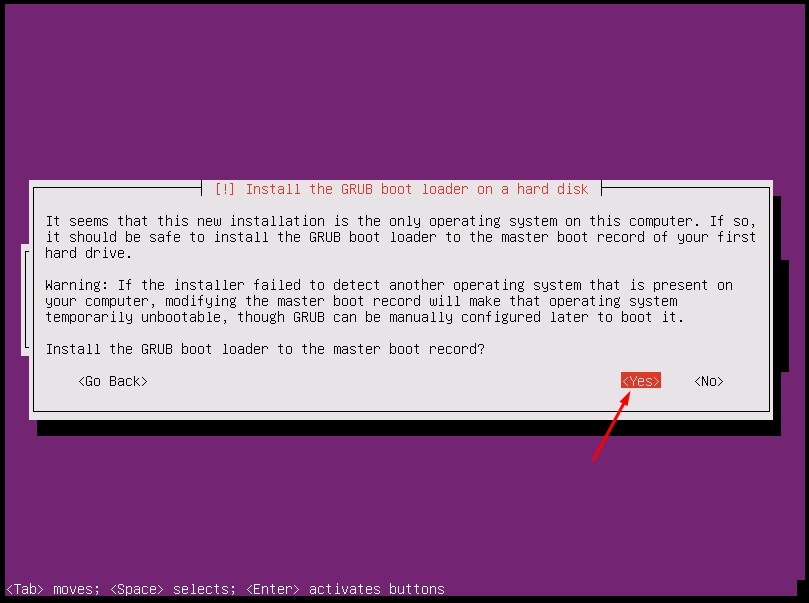 [!] Install the GRUB boot loader on a hard disk
It seems that this new installation is the only operating system on this computer. If so,
it should be safe to install the GRUB boot loader to the master boot record of your first
hard drive.
Warning: If the installer failed to detect another operating system that is present on
your computer, modifying the master boot record will make that operating system
temporarily unbootable, though GRUB can be manually configured later to boot it.
Install the GRUB boot loader to the master boot record?
<Go Back> <Yes> <No>
<Tab> moves; <Space> selects; <Enter> activates buttons